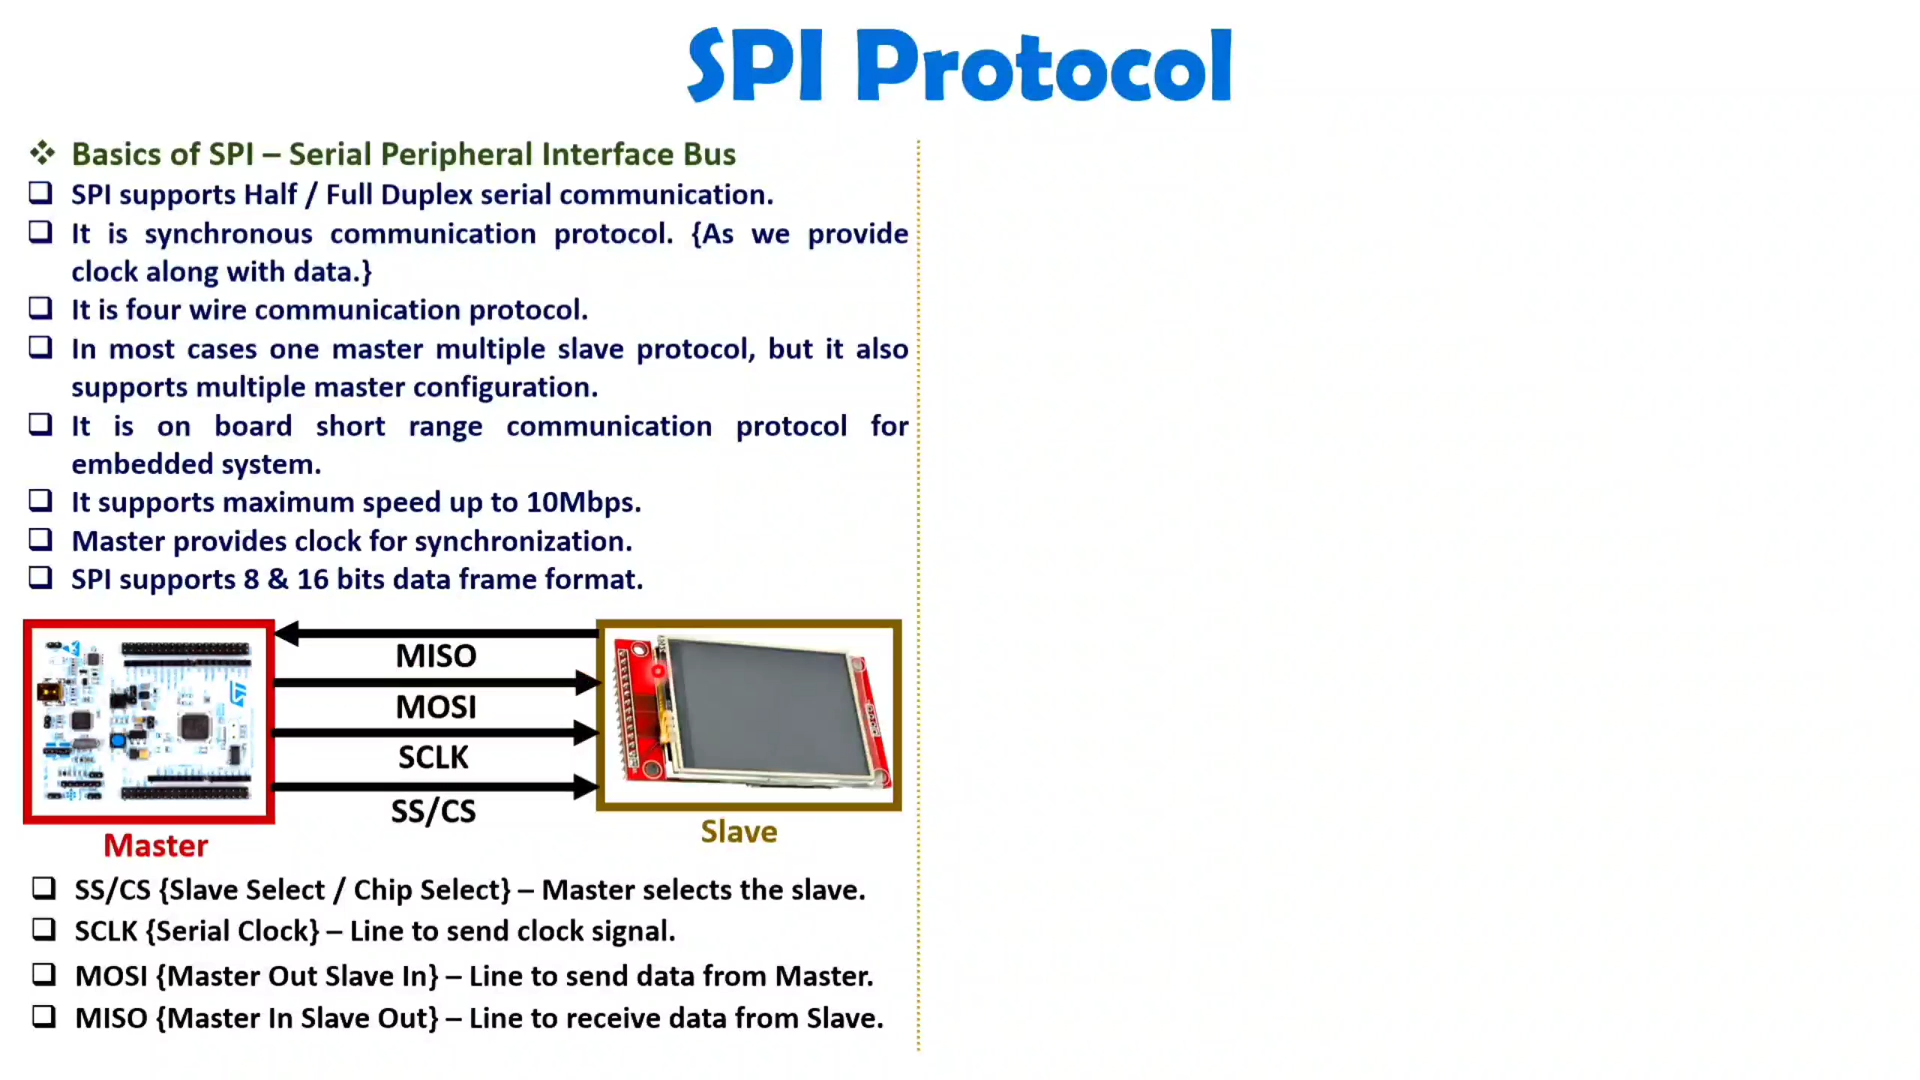 SPI Protocol
❖ Basics of SPI – Serial Peripheral Interface Bus
❑ SPI supports Half / Full Duplex serial communication.
❑ It is synchronous communication protocol. {As we provide
clock along with data.}
❑ It is four wire communication protocol.
❑ In most cases one master multiple slave protocol, but it also
supports multiple master configuration.
❑ It is on board short range communication protocol for
embedded system.
❑ It supports maximum speed up to 10Mbps.
❑ Master provides clock for synchronization.
❑ SPI supports 8 & 16 bits data frame format.
MISO
MOSI
SCLK
SS/CS
Master
Slave
❑ SS/CS {Slave Select / Chip Select} – Master selects the slave.
❑ SCLK {Serial Clock} – Line to send clock signal.
❑ MOSI {Master Out Slave In} – Line to send data from Master.
❑ MISO {Master In Slave Out} – Line to receive data from Slave.